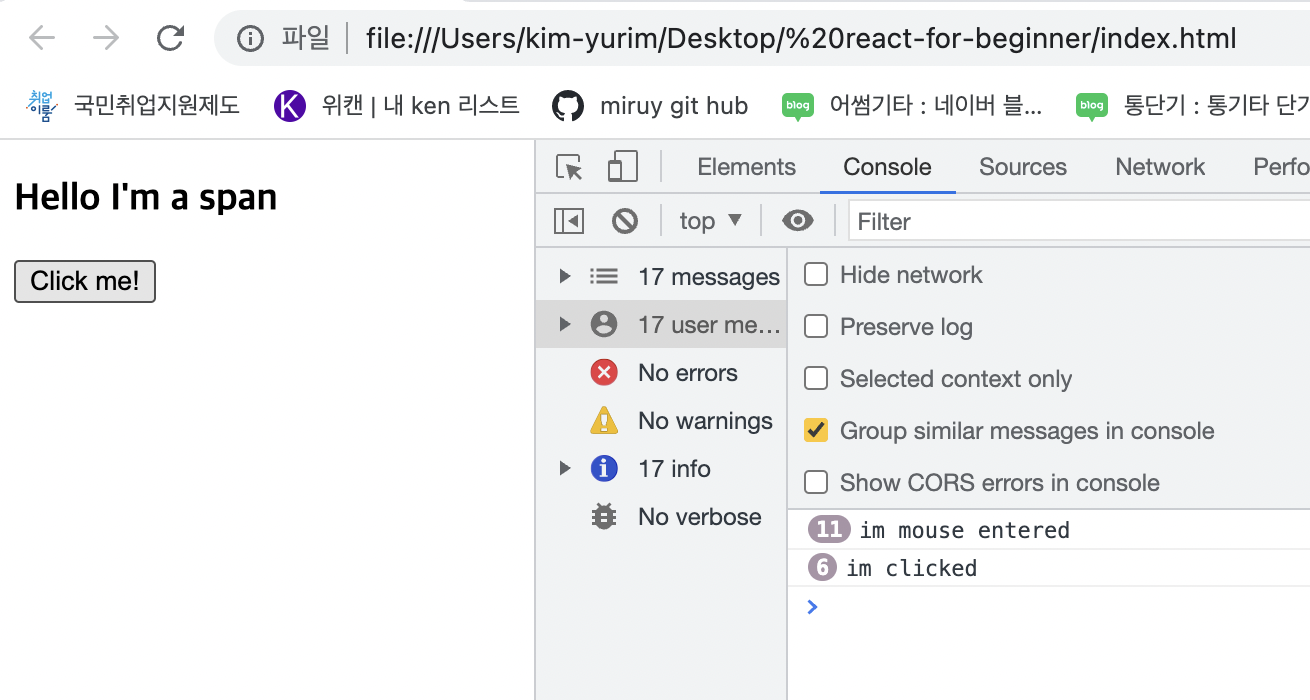 파일 file:///Users/kim-yurim/Desktop/%20react-for-beginner/index.html
취업이룸 국민취업지원제도 K 위캔 | 내 ken 리스트 miruy git hub blog 어썸기타 : 네이버 블... blog 통단기 : 통기타 단기
Hello I'm a span
Click me!
Elements Console Sources Network Perfo
top Filter
17 messages
17 user me...
No errors
No warnings
17 info
No verbose
Hide network
Preserve log
Selected context only
Group similar messages in console
Show CORS errors in console
11 im mouse entered
6 im clicked